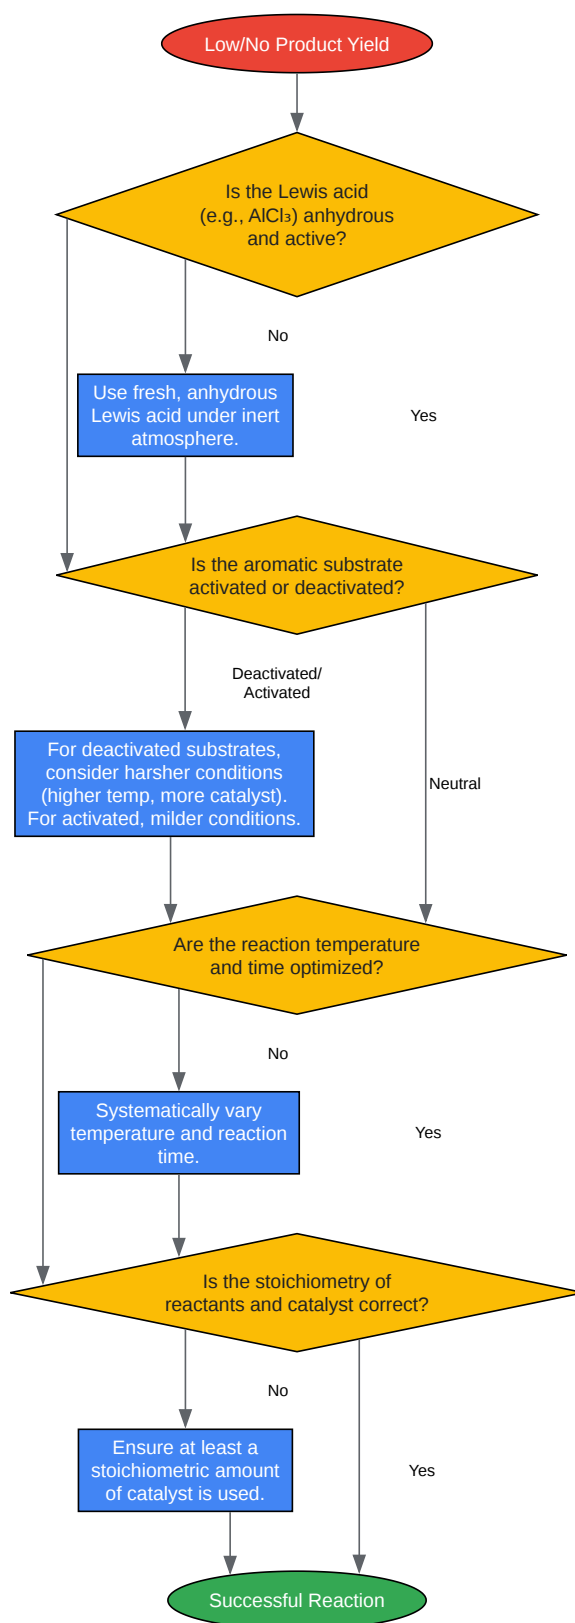 Low/No Product Yield
Is the Lewis acid
(e.g., AlCl₃) anhydrous
and active?
No
Use fresh, anhydrous
Lewis acid under inert
atmosphere.
Yes
Is the aromatic substrate
activated or deactivated?
Deactivated/
Activated
For deactivated substrates,
consider harsher conditions
(higher temp, more catalyst).
For activated, milder conditions.
Neutral
Are the reaction temperature
and time optimized?
No
Systematically vary
temperature and reaction
time.
Yes
Is the stoichiometry of
reactants and catalyst correct?
No
Ensure at least a
stoichiometric amount
of catalyst is used.
Yes
Successful Reaction